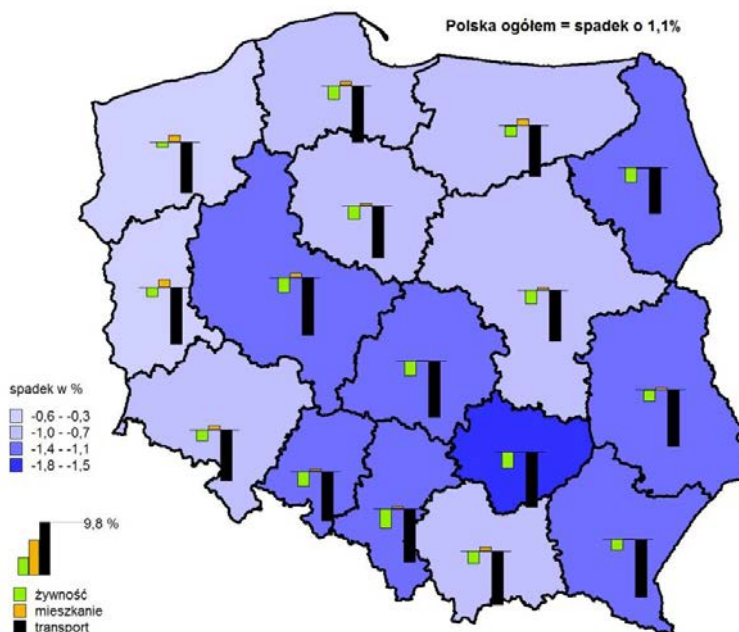 Polska ogółem = spadek o 1,1%
spadek w %
-0,6 - -0,3
-1,0 - -0,7
-1,4 - -1,1
-1,8 - -1,5
9,8 %
żywność
mieszkanie
transport